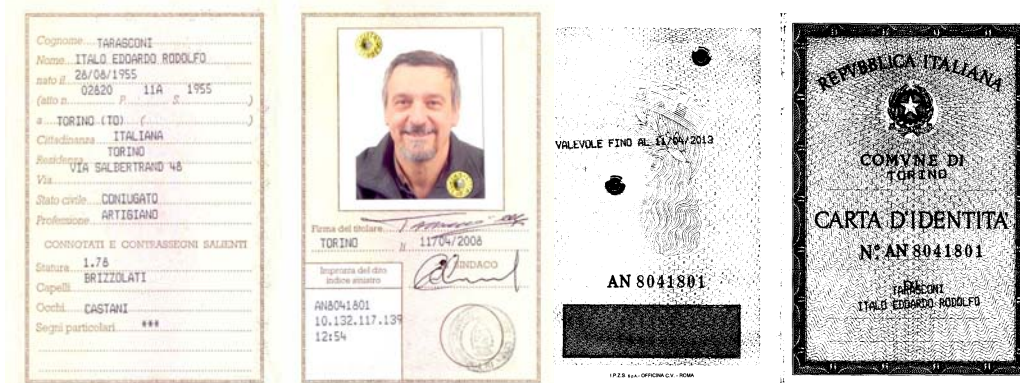 Cognome TARASCONI
Nome ITALO EDOARDO RODOLFO
nato il 28/08/1955
(atto n. 02820 P. 11A S. 1955 )
a TORINO (TO) ( )
Cittadinanza ITALIANA
Residenza TORINO
Via VIA SALBERTRAND 48
Stato civile CONIUGATO
Professione ARTIGIANO
CONNOTATI E CONTRASSEGNI SALIENTI
Statura 1.78
Capelli BRIZZOLATI
Occhi CASTANI
Segni particolari ***
Firma del titolare
TORINO li 11/04/2008
SINDACO
Impronta del dito
indice sinistro
AN8041801
10.132.117.139
12:54
VALEVOLE FINO AL 11/04/2013
AN 8041801
I.P.Z.S. S.p.A. - OFFICINA C.V. - ROMA
REPVBBLICA ITALIANA
COMVNE DI
TORINO
CARTA D'IDENTITA'
N° AN 8041801
TARASCONI
ITALO EDOARDO RODOLFO